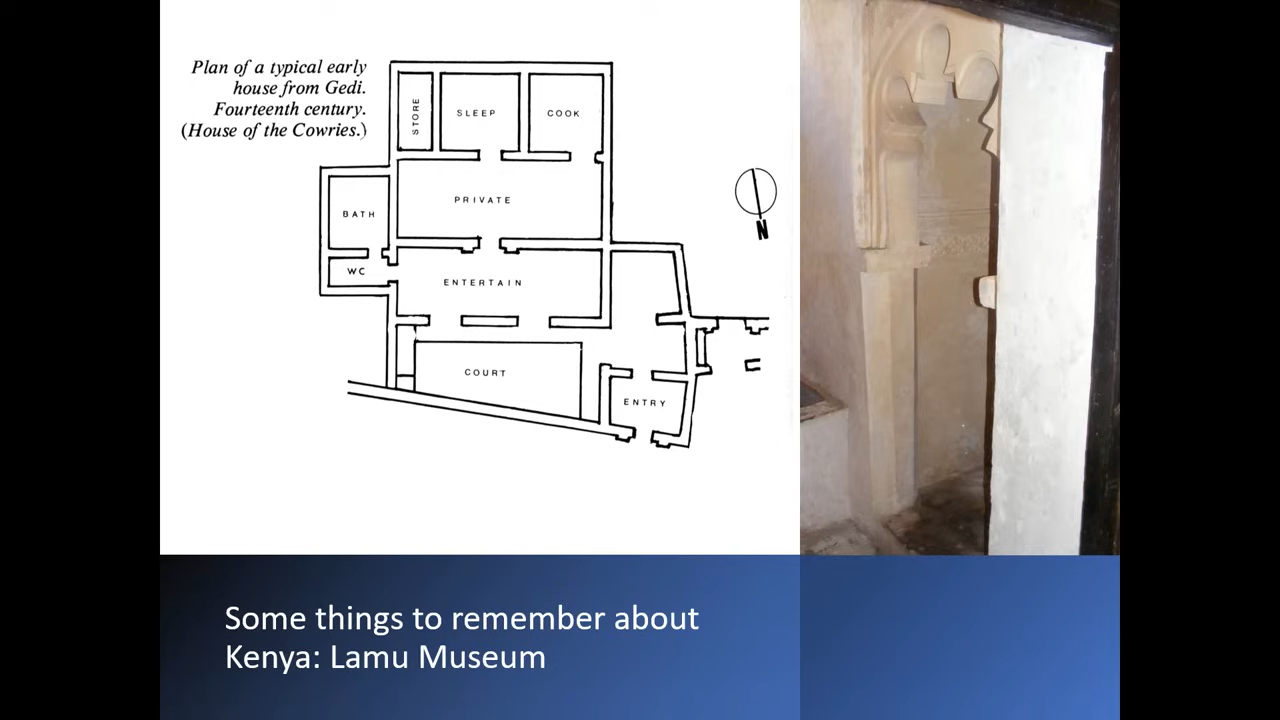 Plan of a typical early
house from Gedi.
Fourteenth century.
(House of the Cowries.)
STORE
SLEEP
COOK
PRIVATE
BATH
WC
ENTERTAIN
N
COURT
ENTRY
Some things to remember about
Kenya: Lamu Museum